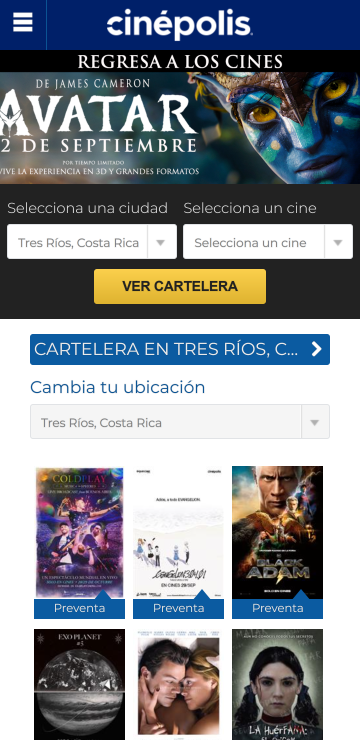 cinépolis
REGRESA A LOS CINES
DE JAMES CAMERON
AVATAR
2 DE SEPTIEMBRE
POR TIEMPO LIMITADO
VIVE LA EXPERIENCIA EN 3D Y GRANDES FORMATOS
Selecciona una ciudad
Selecciona un cine
Tres Ríos, Costa Rica
Selecciona un cine
VER CARTELERA
CARTELERA EN TRES RÍOS, C...
Cambia tu ubicación
Tres Ríos, Costa Rica
COLDPLAY
BLACK
ADAM
Preventa
Preventa
Preventa
EXO PLANET
#5
LA HUÉRFANA: